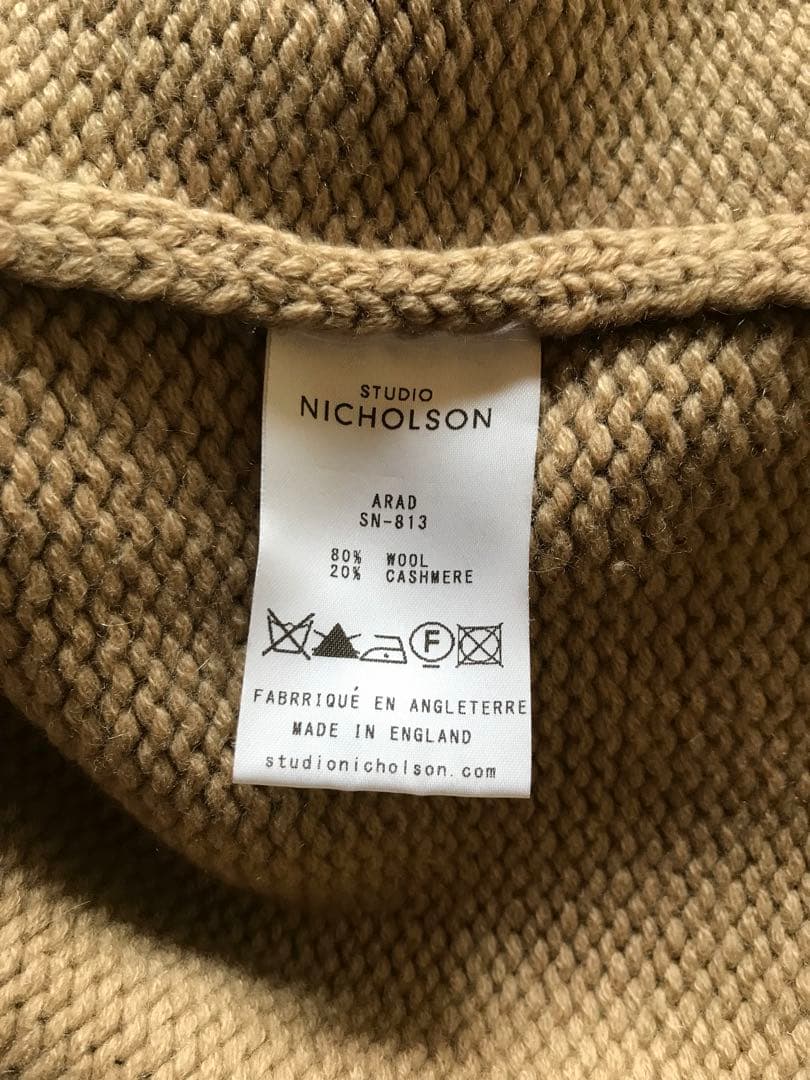 STUDIO
NICHOLSON
ARAD
SN-813
80% WOOL
20% CASHMERE
F
FABRRIQUÉ EN ANGLETERRE
MADE IN ENGLAND
studionicholson.com